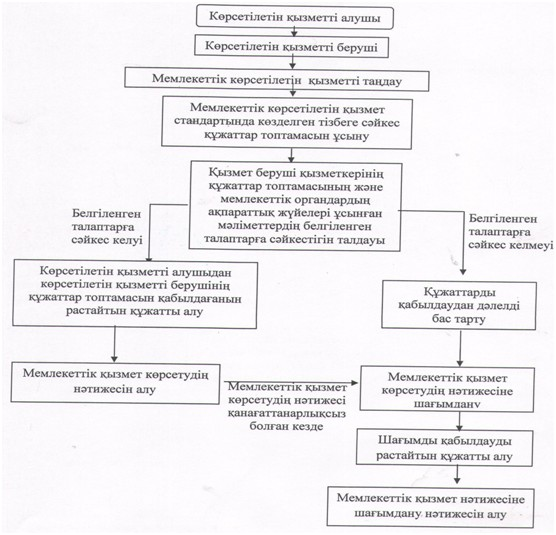 Көрсетілетін қызметті алушы
Көрсетілетін қызметті беруші
Мемлекеттік көрсетілетін қызметті таңдау
Мемлекеттік көрсетілетін қызмет
стандартында көзделген тізбеге сәйкес
құжаттар топтамасын ұсыну
Қызмет беруші қызметкерінің
құжаттар топтамасының және
мемлекеттік органдардың
ақпараттық жүйелері ұсынған
мәліметтердің белгіленген
талаптарға сәйкестігін талдауы
Белгіленген
талаптарға
сәйкес келуі
Белгіленген
талаптарға
сәйкес келмеуі
Көрсетілетін қызметті алушыдан
көрсетілетін қызметті берушінің
құжаттар топтамасын қабылдағанын
растайтын құжатты алу
Құжаттарды
қабылдаудан дәлелді
бас тарту
Мемлекеттік қызмет көрсетудің
нәтижесін алу
Мемлекеттік қызмет
көрсетудің нәтижесі
қанағаттанарлықсыз
болған кезде
Мемлекеттік қызмет
көрсетудің нәтижесіне
шағымдану
Шағымды қабылдауды
растайтын құжатты алу
Мемлекеттік қызмет нәтижесіне
шағымдану нәтижесін алу